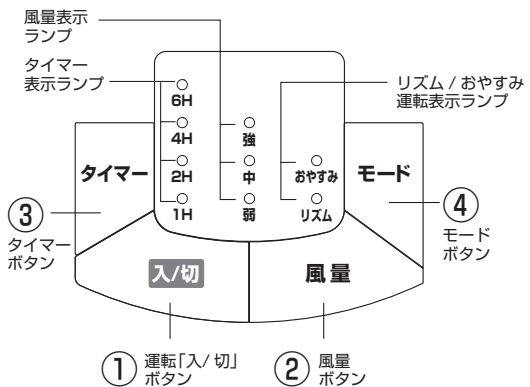 風量表示
ランプ
タイマー
表示ランプ
リズム / おやすみ
運転表示ランプ
6H
4H
2H
1H
強
中
弱
おやすみ
リズム
タイマー
モード
入/切
風量
③
タイマー
ボタン
④
モード
ボタン
① 運転「入/切」
ボタン
② 風量
ボタン